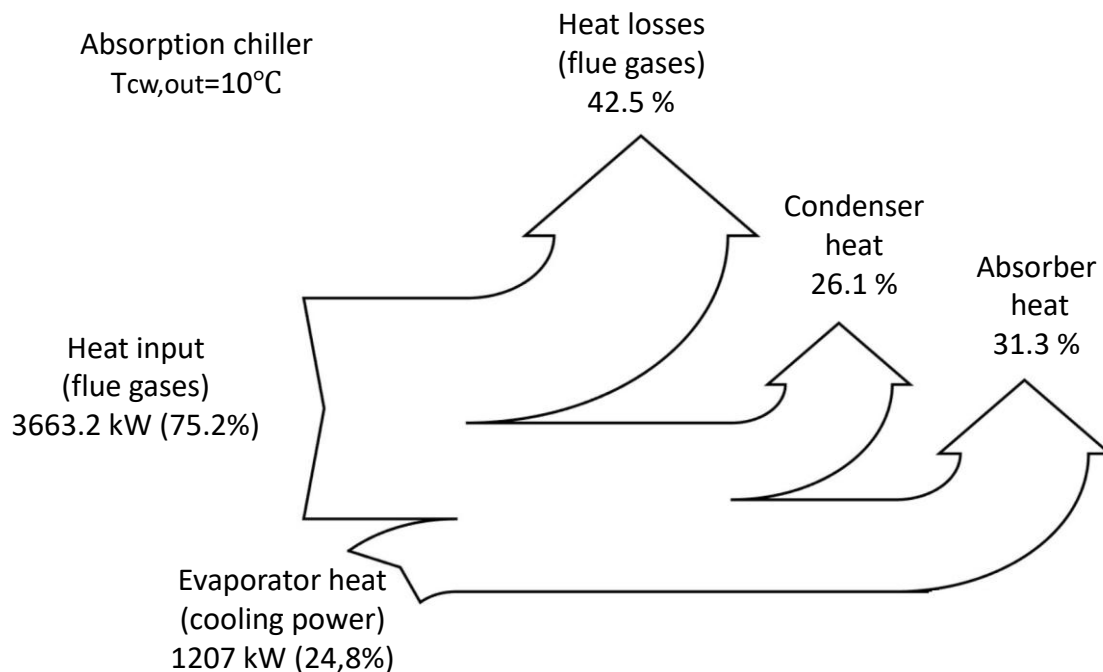 Absorption chiller
Tcw,out=10℃
Heat losses
(flue gases)
42.5 %
Condenser
heat
26.1 %
Absorber
heat
31.3 %
Heat input
(flue gases)
3663.2 kW (75.2%)
Evaporator heat
(cooling power)
1207 kW (24,8%)